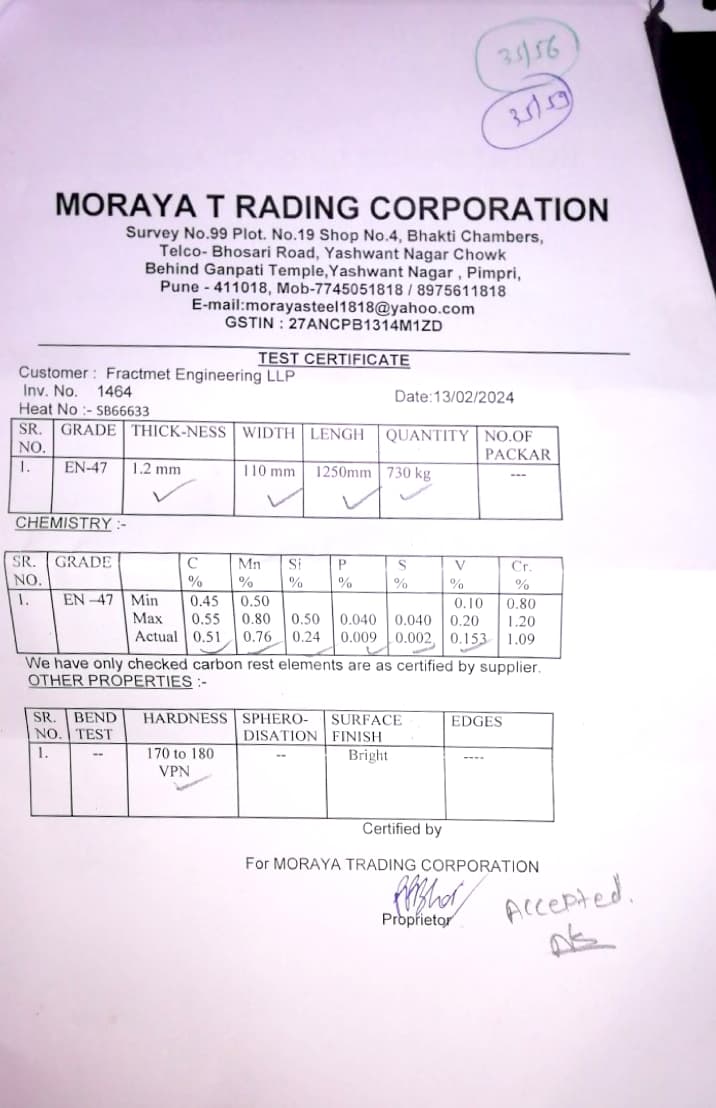 35/56
35/59
MORAYA T RADING CORPORATION
Survey No.99 Plot. No.19 Shop No.4, Bhakti Chambers,
Telco- Bhosari Road, Yashwant Nagar Chowk
Behind Ganpati Temple,Yashwant Nagar , Pimpri,
Pune - 411018, Mob-7745051818 / 8975611818
E-mail:morayasteel1818@yahoo.com
GSTIN : 27ANCPB1314M1ZD
TEST CERTIFICATE
Customer : Fractmet Engineering LLP
Inv. No. 1464 Date:13/02/2024
Heat No :- SB66633
SR. GRADE THICK-NESS WIDTH LENGH QUANTITY NO.OF
NO. PACKAR
1. EN-47 1.2 mm 110 mm 1250mm 730 kg ---
CHEMISTRY :-
SR. GRADE C Mn Si P S V Cr.
NO. % % % % % % %
1. EN –47 Min 0.45 0.50 0.10 0.80
Max 0.55 0.80 0.50 0.040 0.040 0.20 1.20
Actual 0.51 0.76 0.24 0.009 0.002 0.153 1.09
We have only checked carbon rest elements are as certified by supplier.
OTHER PROPERTIES :-
SR. BEND HARDNESS SPHERO- SURFACE EDGES
NO. TEST DISATION FINISH
1. -- 170 to 180 -- Bright ----
VPN
Certified by
For MORAYA TRADING CORPORATION
Proprietor
Accepted.